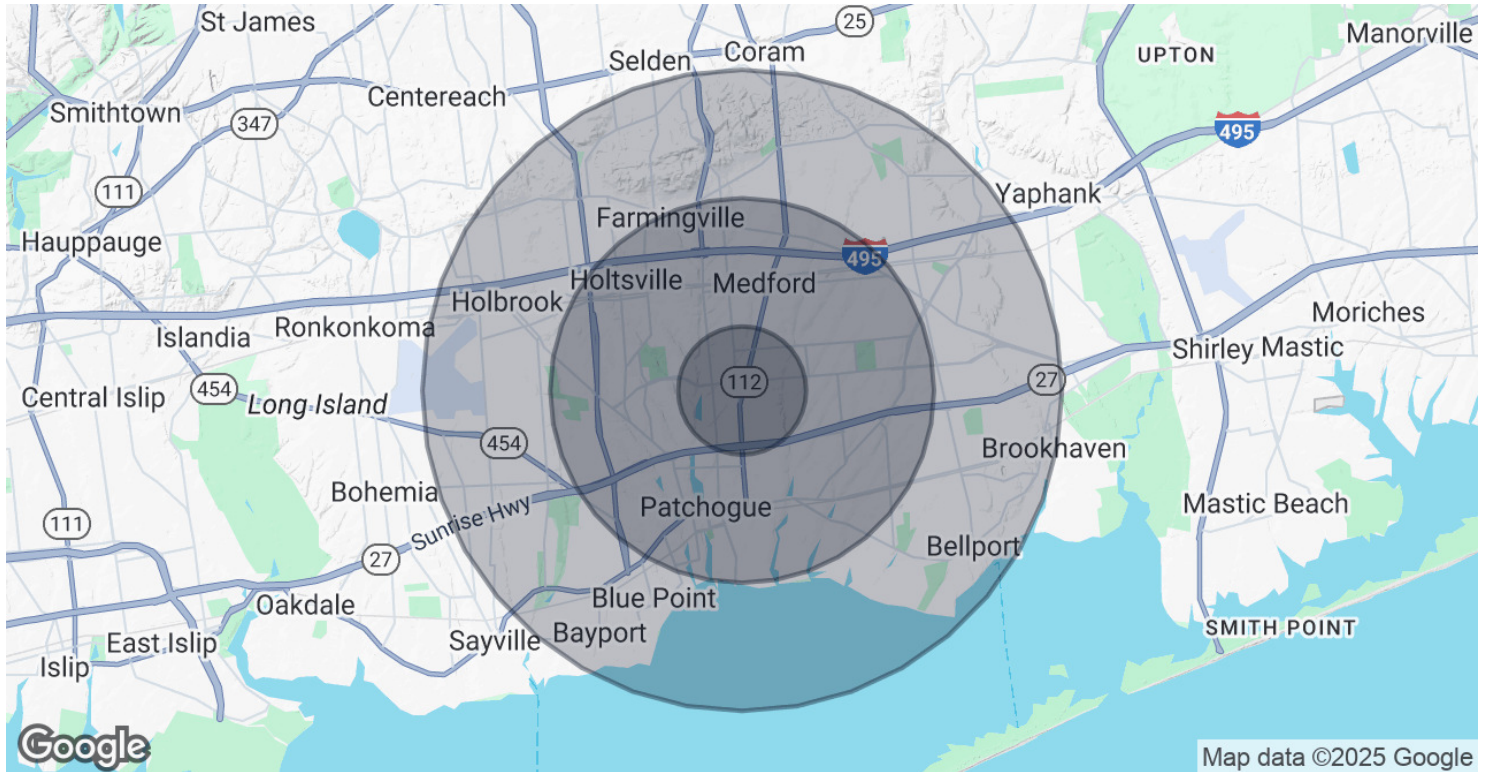 St James
25
Coram
Manorville
Selden
UPTON
Centereach
Smithtown
347
495
111
Yaphank
Farmingville
Hauppauge
495
Holtsville
Medford
Holbrook
Moriches
Ronkonkoma
Islandia
Shirley
Mastic
112
27
454
Central Islip
Long Island
454
Brookhaven
Bohemia
Mastic Beach
Patchogue
111
Sunrise Hwy
Bellport
27
Blue Point
Oakdale
SMITH POINT
Bayport
Sayville
East Islip
Islip
Google
Map data ©2025 Google